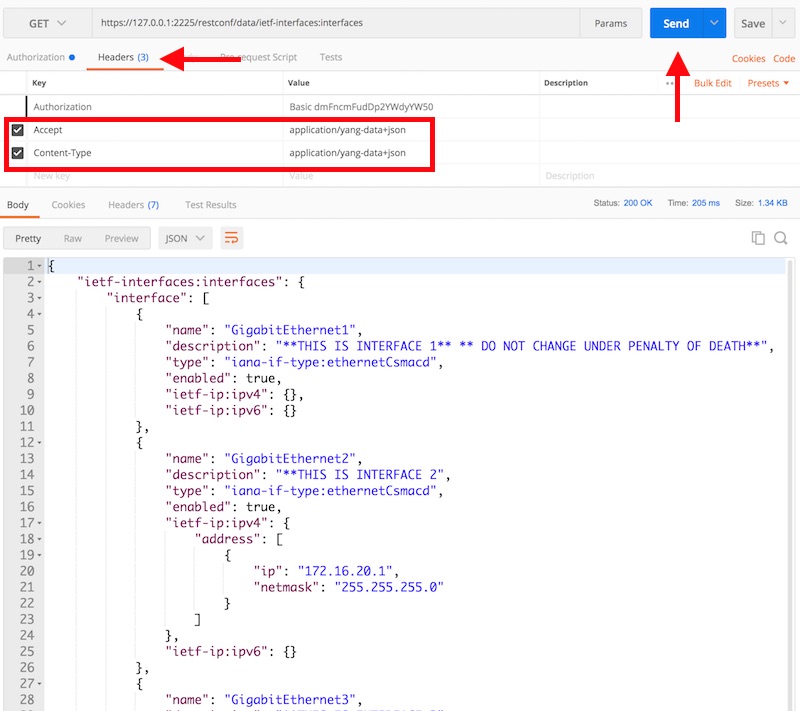 GET https://127.0.0.1:2225/restconf/data/ietf-interfaces:interfaces Params Send Save
Authorization Headers (3) Pre-request Script Tests Cookies Code
Key Value Description ••• Bulk Edit Presets
Authorization Basic dmFncmFudDp2YWdyYW50
Accept application/yang-data+json
Content-Type application/yang-data+json
New key Value Description
Body Cookies Headers (7) Test Results Status: 200 OK Time: 205 ms Size: 1.34 KB
Pretty Raw Preview JSON
1 {
2 "ietf-interfaces:interfaces": {
3 "interface": [
4 {
5 "name": "GigabitEthernet1",
6 "description": "**THIS IS INTERFACE 1** ** DO NOT CHANGE UNDER PENALTY OF DEATH**",
7 "type": "iana-if-type:ethernetCsmacd",
8 "enabled": true,
9 "ietf-ip:ipv4": {},
10 "ietf-ip:ipv6": {}
11 },
12 {
13 "name": "GigabitEthernet2",
14 "description": "**THIS IS INTERFACE 2",
15 "type": "iana-if-type:ethernetCsmacd",
16 "enabled": true,
17 "ietf-ip:ipv4": {
18 "address": [
19 {
20 "ip": "172.16.20.1",
21 "netmask": "255.255.255.0"
22 }
23 ]
24 },
25 "ietf-ip:ipv6": {}
26 },
27 {
28 "name": "GigabitEthernet3",